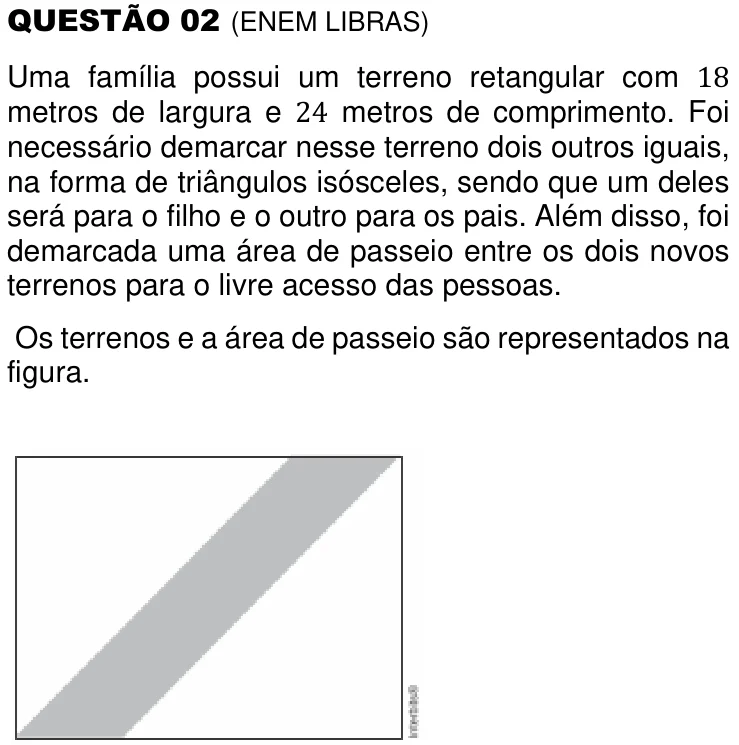 QUESTÃO 02 (ENEM LIBRAS)
Uma família possui um terreno retangular com 18
metros de largura e 24 metros de comprimento. Foi
necessário demarcar nesse terreno dois outros iguais,
na forma de triângulos isósceles, sendo que um deles
será para o filho e o outro para os pais. Além disso, foi
demarcada uma área de passeio entre os dois novos
terrenos para o livre acesso das pessoas.
Os terrenos e a área de passeio são representados na
figura.